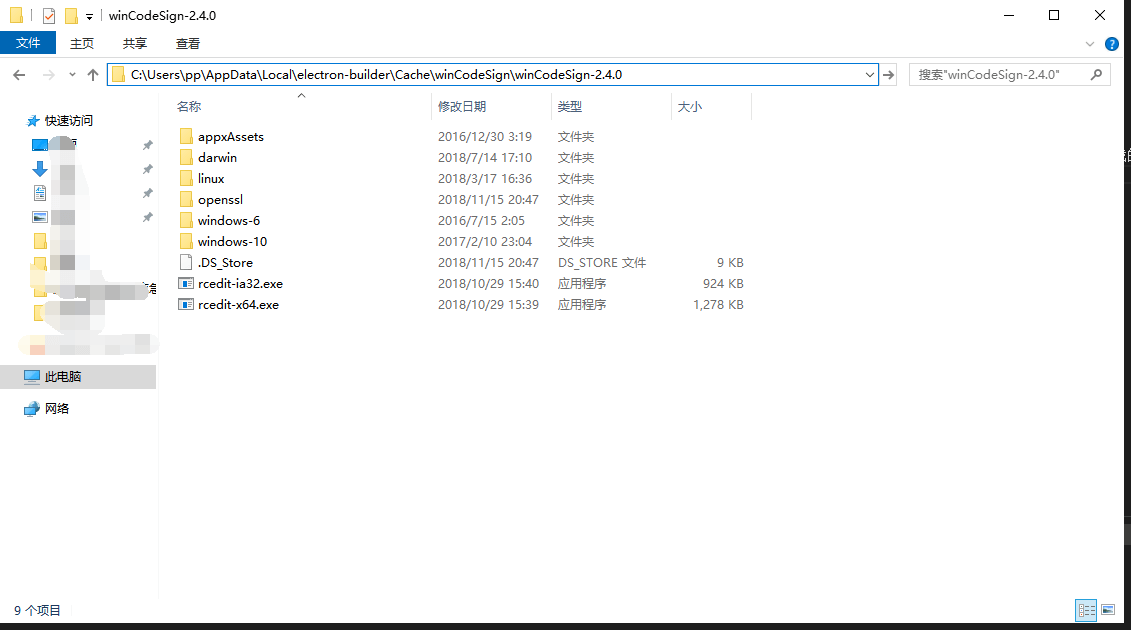 winCodeSign-2.4.0
文件 主页 共享 查看
C:\Users\pp\AppData\Local\electron-builder\Cache\winCodeSign\winCodeSign-2.4.0 搜索"winCodeSign-2.4.0"
名称 修改日期 类型 大小
快速访问
appxAssets 2016/12/30 3:19 文件夹
darwin 2018/7/14 17:10 文件夹
linux 2018/3/17 16:36 文件夹
openssl 2018/11/15 20:47 文件夹
windows-6 2016/7/15 2:05 文件夹
windows-10 2017/2/10 23:04 文件夹
.DS_Store 2018/11/15 20:47 DS_STORE 文件 9 KB
rcedit-ia32.exe 2018/10/29 15:40 应用程序 924 KB
rcedit-x64.exe 2018/10/29 15:39 应用程序 1,278 KB
此电脑
网络
9 个项目